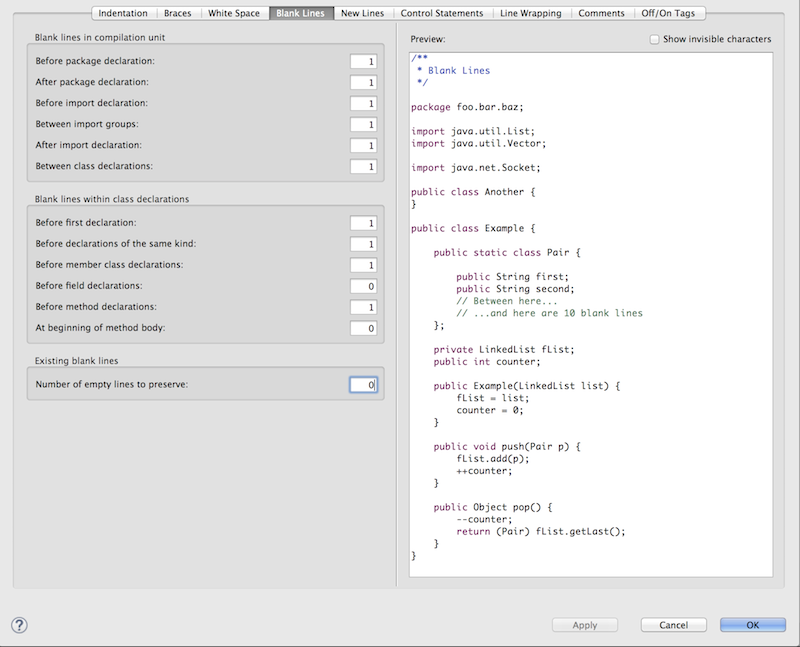 Indentation Braces White Space Blank Lines New Lines Control Statements Line Wrapping Comments Off/On Tags
Blank lines in compilation unit
Before package declaration: 1
After package declaration: 1
Before import declaration: 1
Between import groups: 1
After import declaration: 1
Between class declarations: 1
Blank lines within class declarations
Before first declaration: 1
Before declarations of the same kind: 1
Before member class declarations: 1
Before field declarations: 0
Before method declarations: 1
At beginning of method body: 0
Existing blank lines
Number of empty lines to preserve: 0
Preview: Show invisible characters
/**
 * Blank Lines
 */
package foo.bar.baz;
import java.util.List;
import java.util.Vector;
import java.net.Socket;
public class Another {
}
public class Example {
    public static class Pair {
        public String first;
        public String second;
        // Between here...
        // ...and here are 10 blank lines
    };
    private LinkedList fList;
    public int counter;
    public Example(LinkedList list) {
        fList = list;
        counter = 0;
    }
    public void push(Pair p) {
        fList.add(p);
        ++counter;
    }
    public Object pop() {
        --counter;
        return (Pair) fList.getLast();
    }
}
? Apply Cancel OK